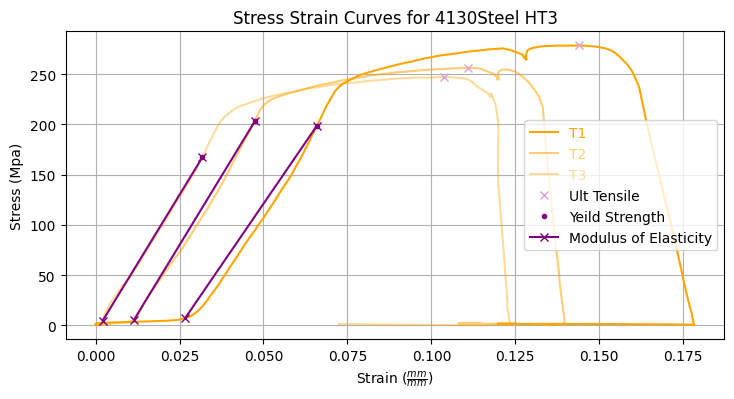 Stress Strain Curves for 4130Steel HT3
Stress (Mpa)
250
200
150
100
50
0
T1
T2
T3
Ult Tensile
Yeild Strength
Modulus of Elasticity
0.000 0.025 0.050 0.075 0.100 0.125 0.150 0.175
Strain (mm/mm)